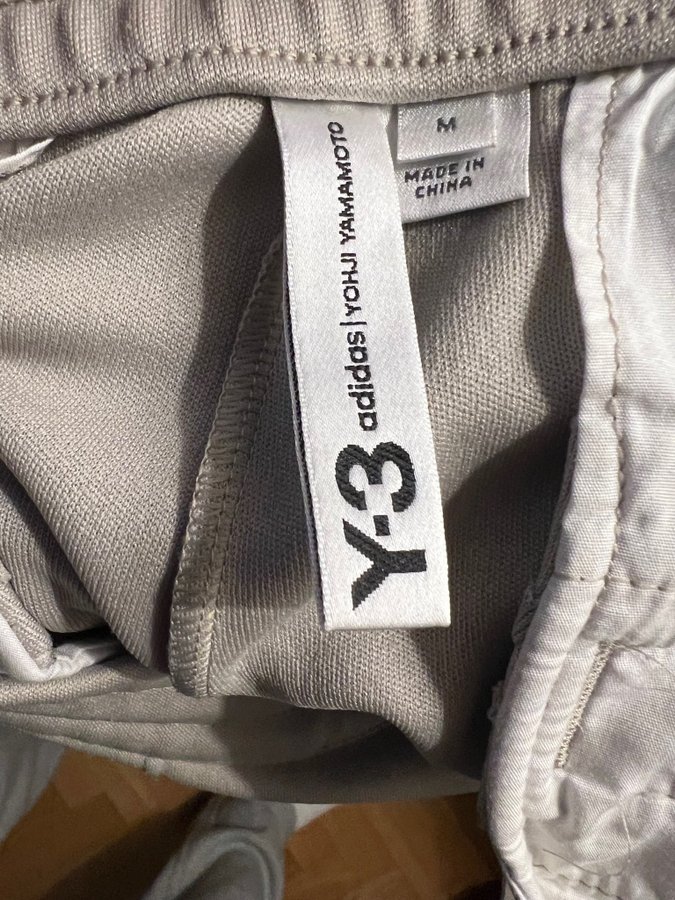 Y-3
adidas | YOHJI YAMAMOTO
M
MADE IN
CHINA